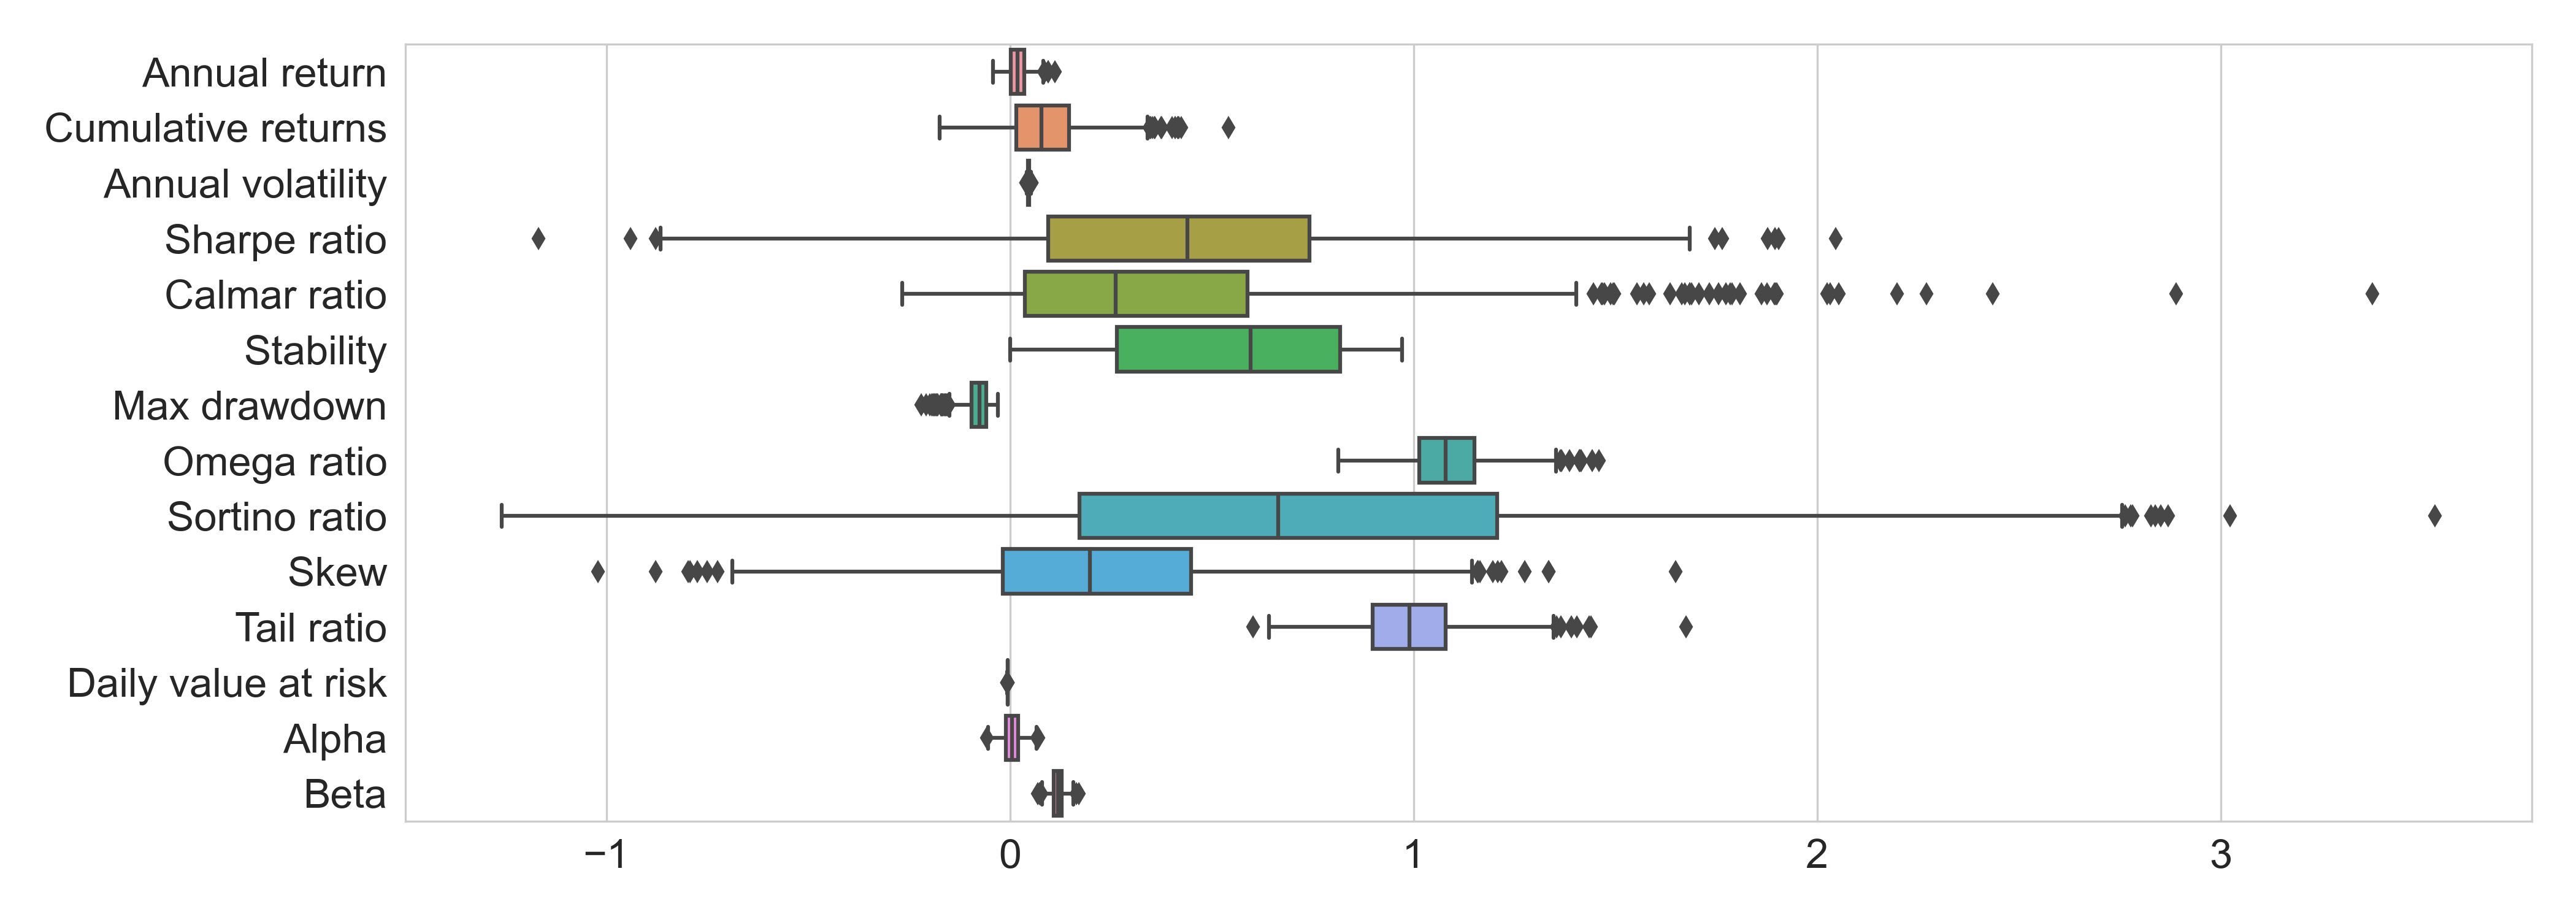 Annual return
Cumulative returns
Annual volatility
Sharpe ratio
Calmar ratio
Stability
Max drawdown
Omega ratio
Sortino ratio
Skew
Tail ratio
Daily value at risk
Alpha
Beta
−1 0 1 2 3